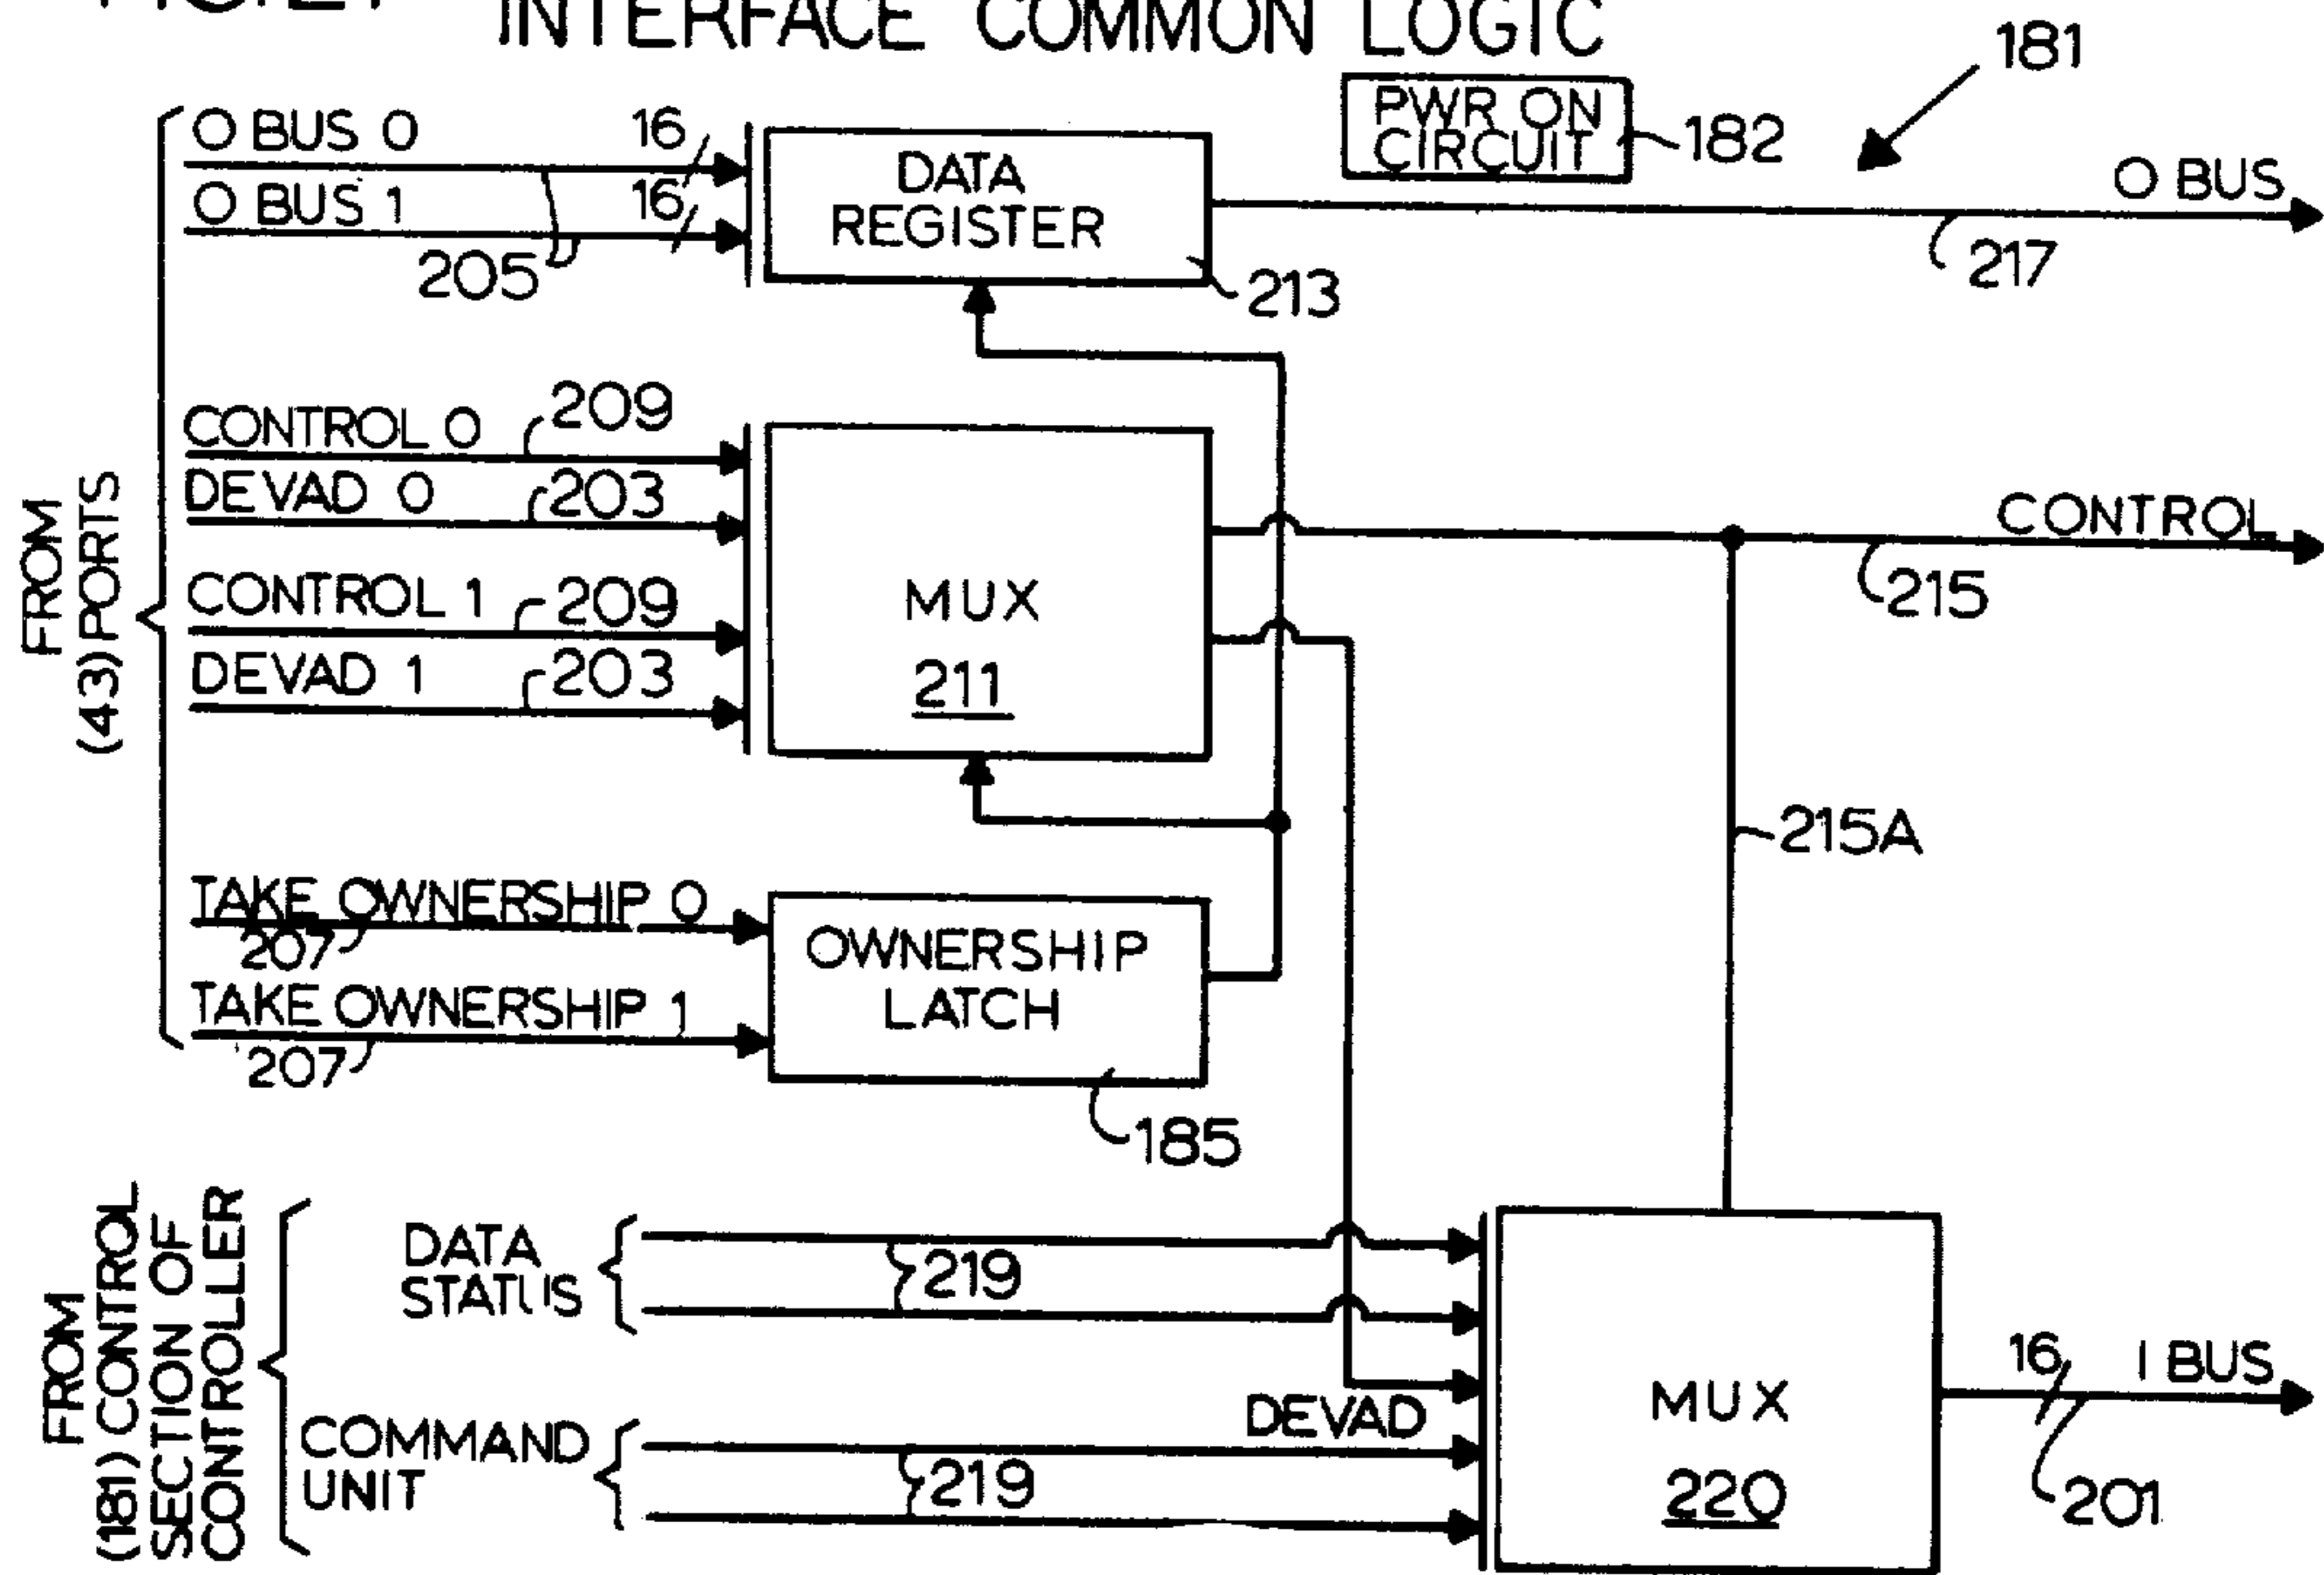 INTERFACE COMMON LOGIC
181
PWR ON
CIRCUIT
182
O BUS 0
16
O BUS 1
16
205
DATA
REGISTER
213
O BUS
217
FROM
(43) PORTS
CONTROL 0
209
DEVAD 0
203
CONTROL 1
209
DEVAD 1
203
MUX
211
CONTROL
215
215A
TAKE OWNERSHIP 0
207
TAKE OWNERSHIP 1
207
OWNERSHIP
LATCH
185
FROM
(181) CONTROL
SECTION OF
CONTROLLER
DATA
STATUS
219
DEVAD
COMMAND
UNIT
219
MUX
220
16
I BUS
201